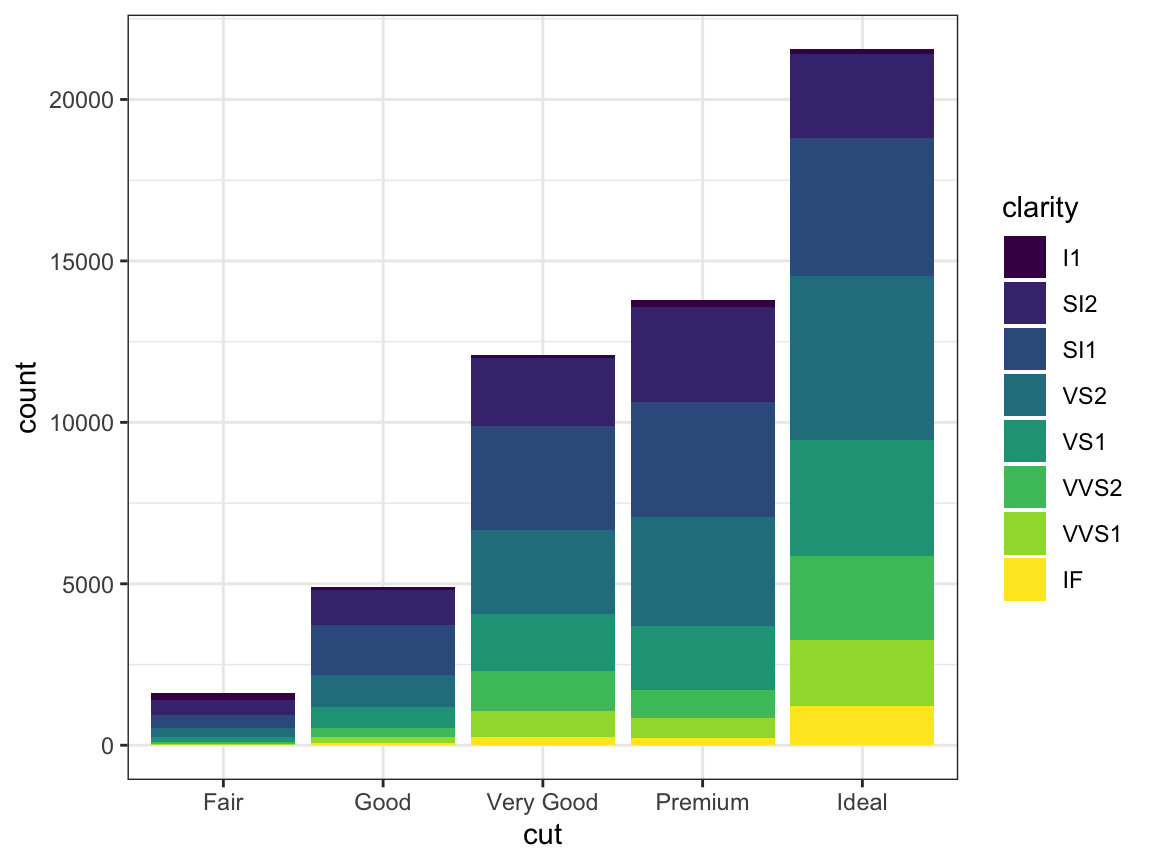 20000
15000
10000
5000
0
count
Fair
Good
Very Good
Premium
Ideal
cut
clarity
I1
SI2
SI1
VS2
VS1
VVS2
VVS1
IF